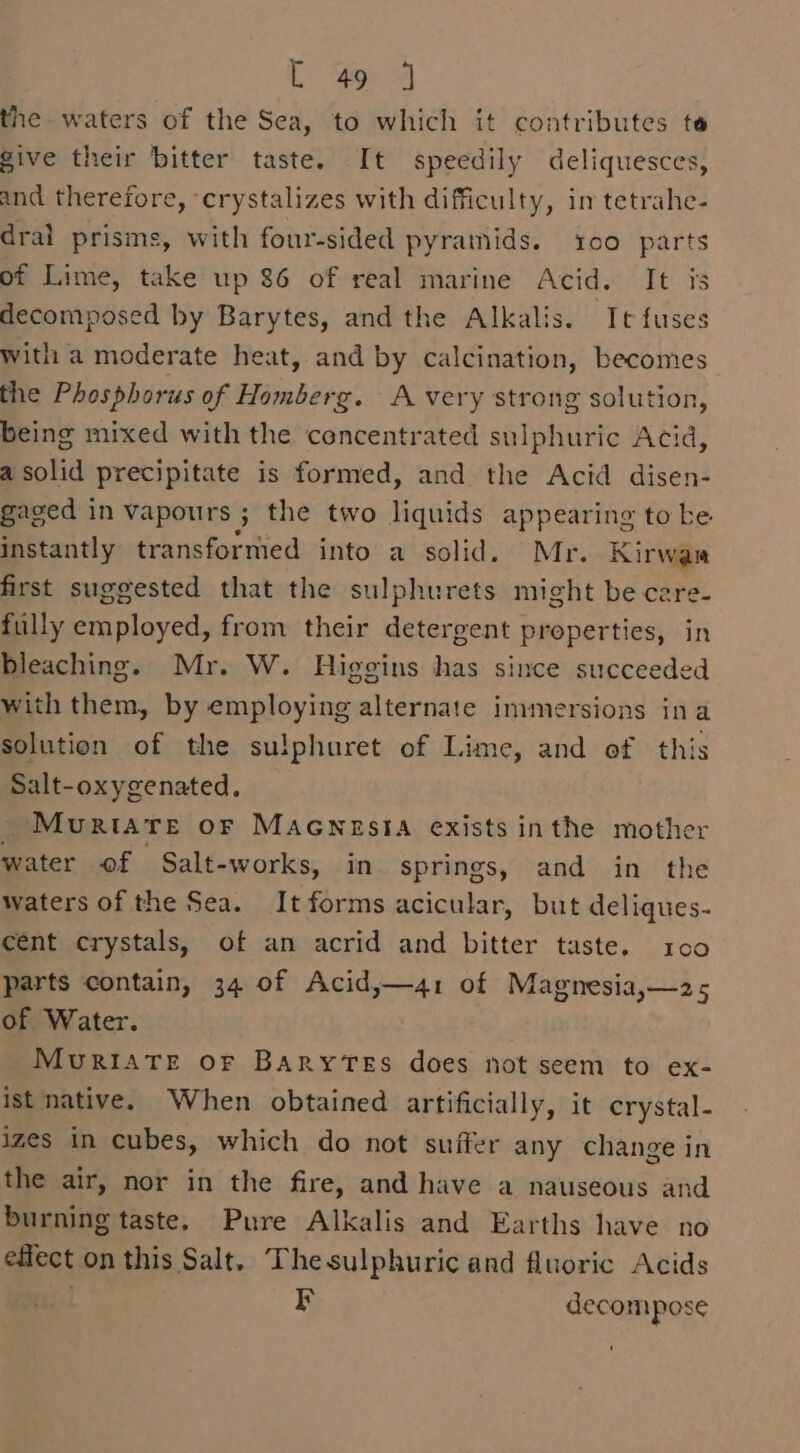 [ 49 ]
the waters of the Sea, to which it contributes to
give their bitter taste. It speedily deliquesces,
and therefore, crystalizes with difficulty, in tetrahe-
dral prisms, with four-sided pyramids. 100 parts
of Lime, take up 86 of real marine Acid. It is
decomposed by Barytes, and the Alkalis. It fuses
with a moderate heat, and by calcination, becomes
the Phosphorus of Homberg. A very strong solution,
being mixed with the concentrated sulphuric Acid,
a solid precipitate is formed, and the Acid disen-
gaged in vapours; the two liquids appearing to be
instantly transformed into a solid. Mr. Kirwan
first suggested that the sulphurets might be care-
fully employed, from their detergent properties, in
bleaching. Mr. W. Higgins has since succeeded
with them, by employing alternate immersions in a
solution of the sulphuret of Lime, and of this
Salt-oxygenated.
MURIATE OF MAGNESIA exists in the mother
water of Salt-works, in springs, and in the
waters of the Sea. It forms acicular, but deliques-
cent crystals, of an acrid and bitter taste. 100
parts contain, 34 of Acid,—41 of Magnesia,—25
of Water.
MURIATE OF BARYTES does not seem to ex-
ist native. When obtained artificially, it crystal-
izes in cubes, which do not suffer any change in
the air, nor in the fire, and have a nauseous and
burning taste. Pure Alkalis and Earths have no
effect on this Salt. The sulphuric and fluoric Acids
F decompose